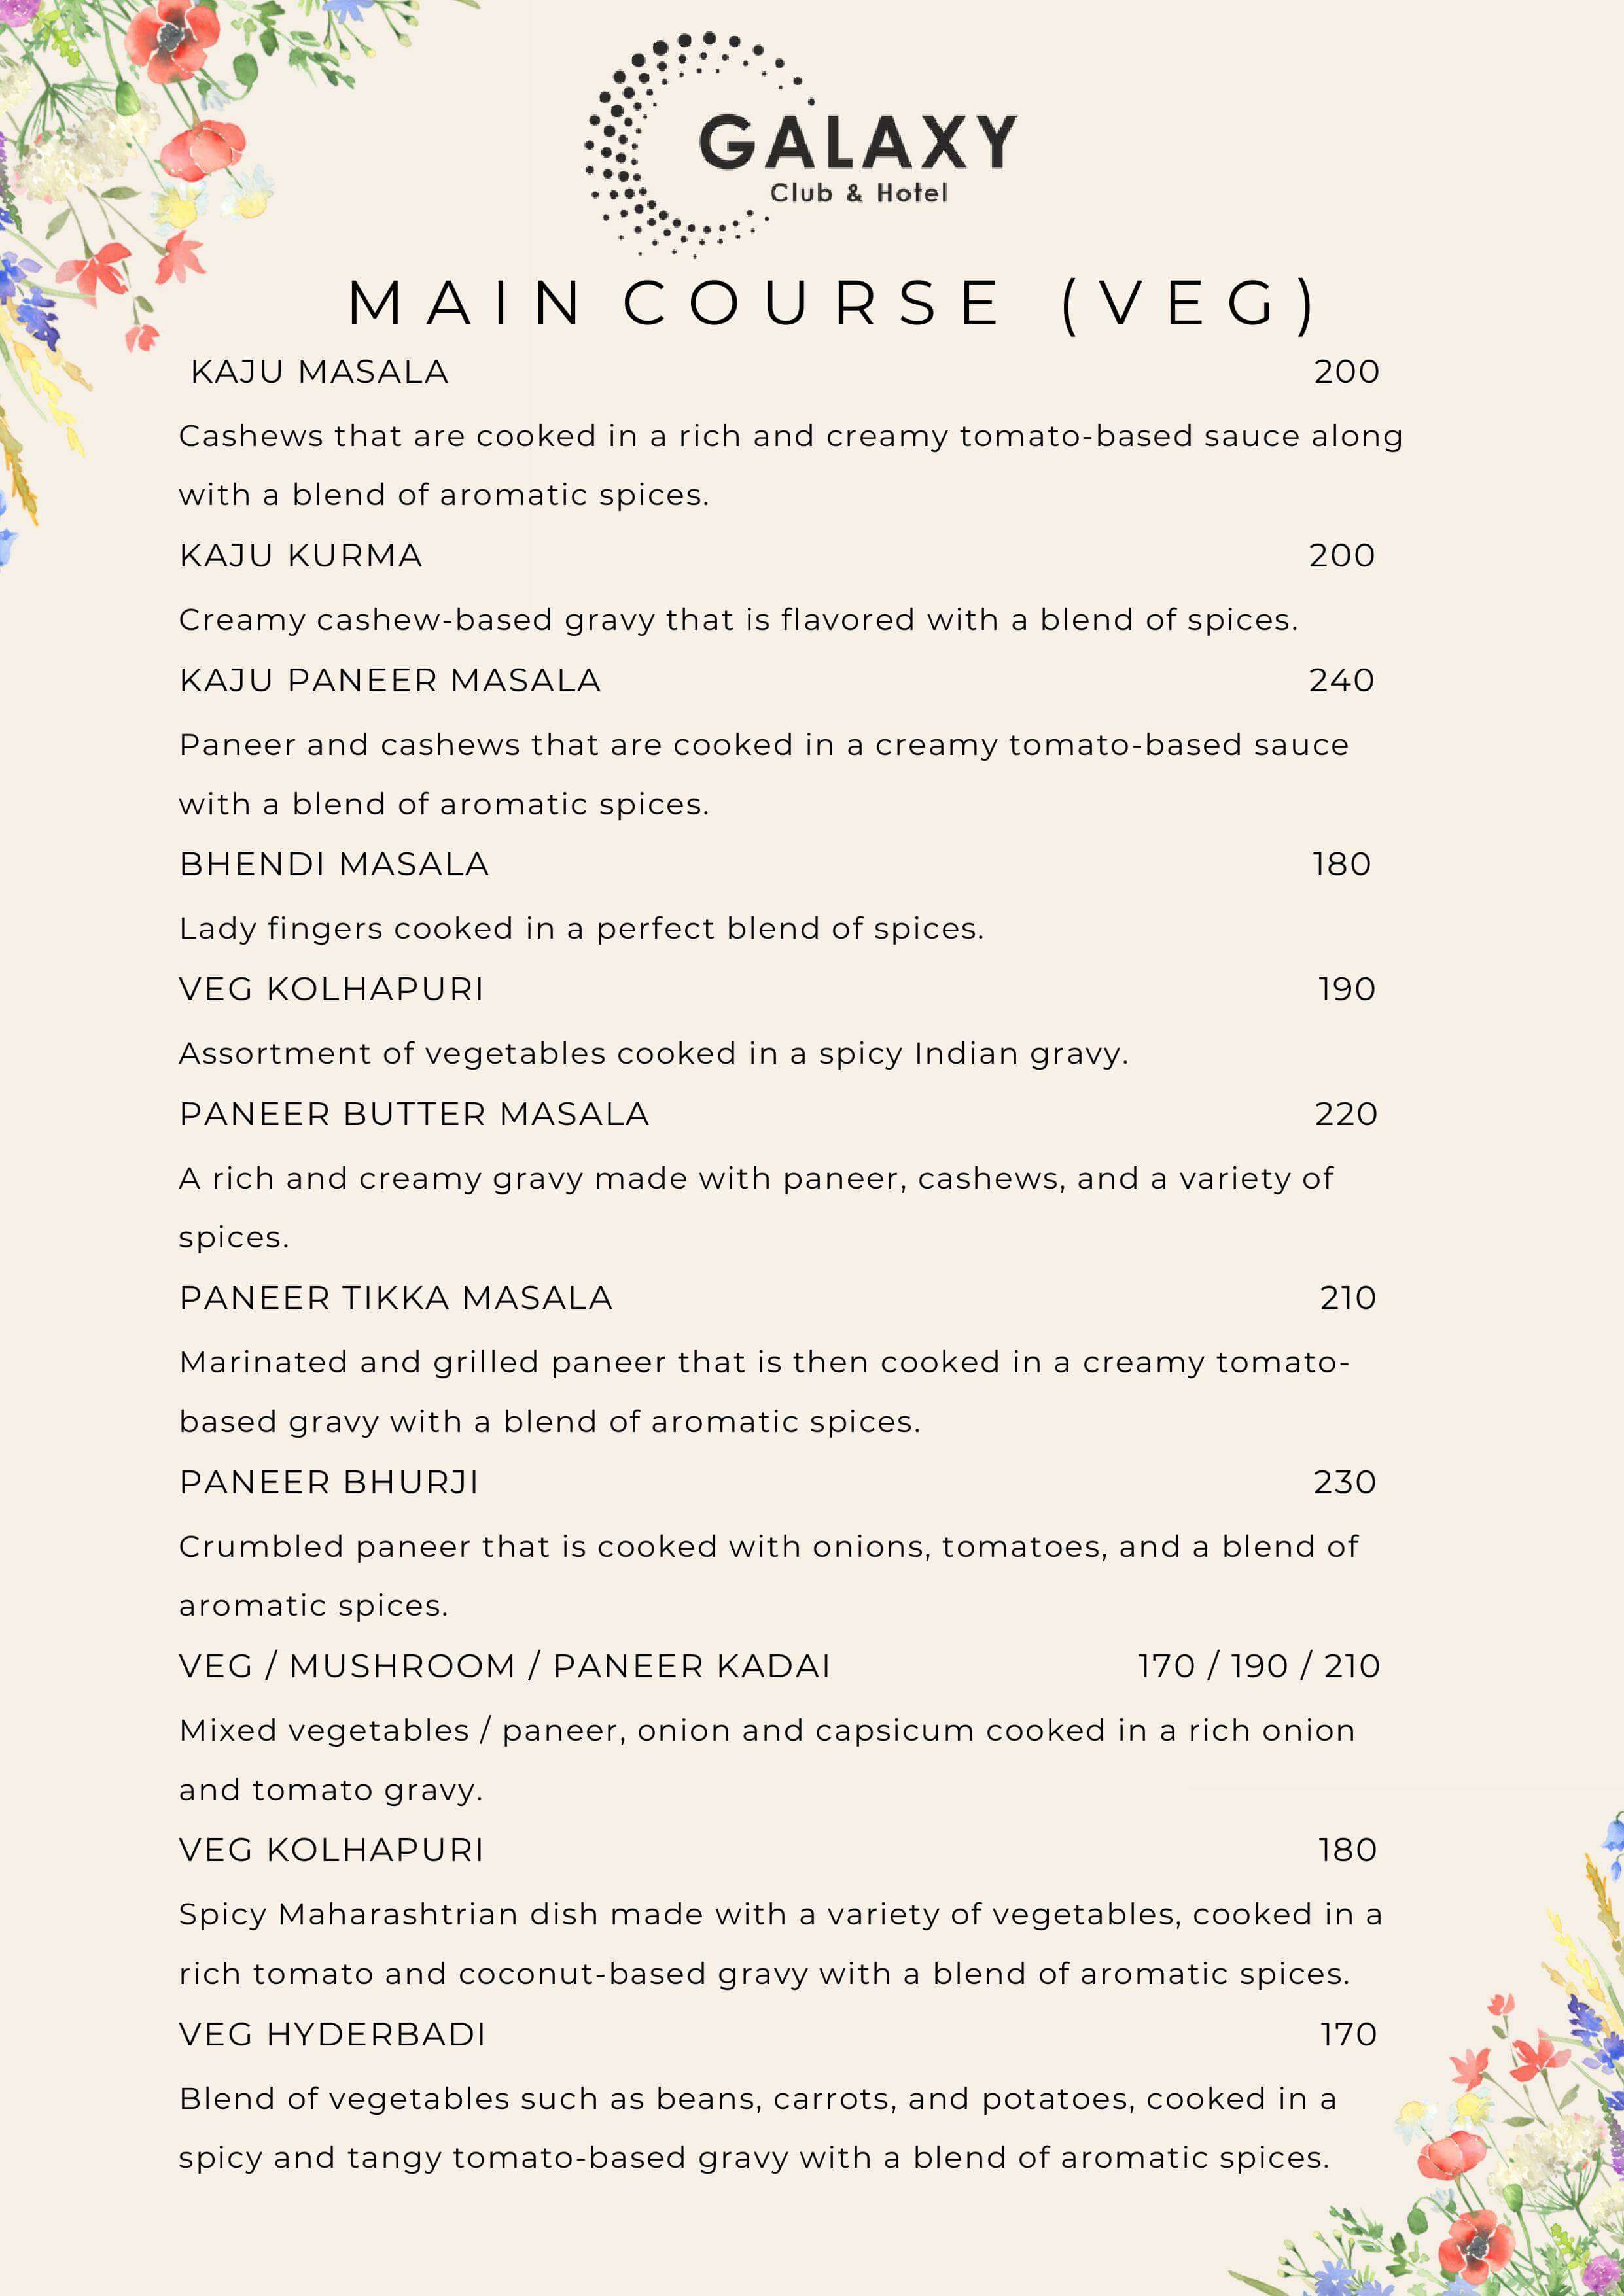 GALAXY
Club & Hotel
MAIN COURSE (VEG)
KAJU MASALA 200
Cashews that are cooked in a rich and creamy tomato-based sauce along
with a blend of aromatic spices.
KAJU KURMA 200
Creamy cashew-based gravy that is flavored with a blend of spices.
KAJU PANEER MASALA 240
Paneer and cashews that are cooked in a creamy tomato-based sauce
with a blend of aromatic spices.
BHENDI MASALA 180
Lady fingers cooked in a perfect blend of spices.
VEG KOLHAPURI 190
Assortment of vegetables cooked in a spicy Indian gravy.
PANEER BUTTER MASALA 220
A rich and creamy gravy made with paneer, cashews, and a variety of
spices.
PANEER TIKKA MASALA 210
Marinated and grilled paneer that is then cooked in a creamy tomato-
based gravy with a blend of aromatic spices.
PANEER BHURJI 230
Crumbled paneer that is cooked with onions, tomatoes, and a blend of
aromatic spices.
VEG / MUSHROOM / PANEER KADAI 170 / 190 / 210
Mixed vegetables / paneer, onion and capsicum cooked in a rich onion
and tomato gravy.
VEG KOLHAPURI 180
Spicy Maharashtrian dish made with a variety of vegetables, cooked in a
rich tomato and coconut-based gravy with a blend of aromatic spices.
VEG HYDERBADI 170
Blend of vegetables such as beans, carrots, and potatoes, cooked in a
spicy and tangy tomato-based gravy with a blend of aromatic spices.